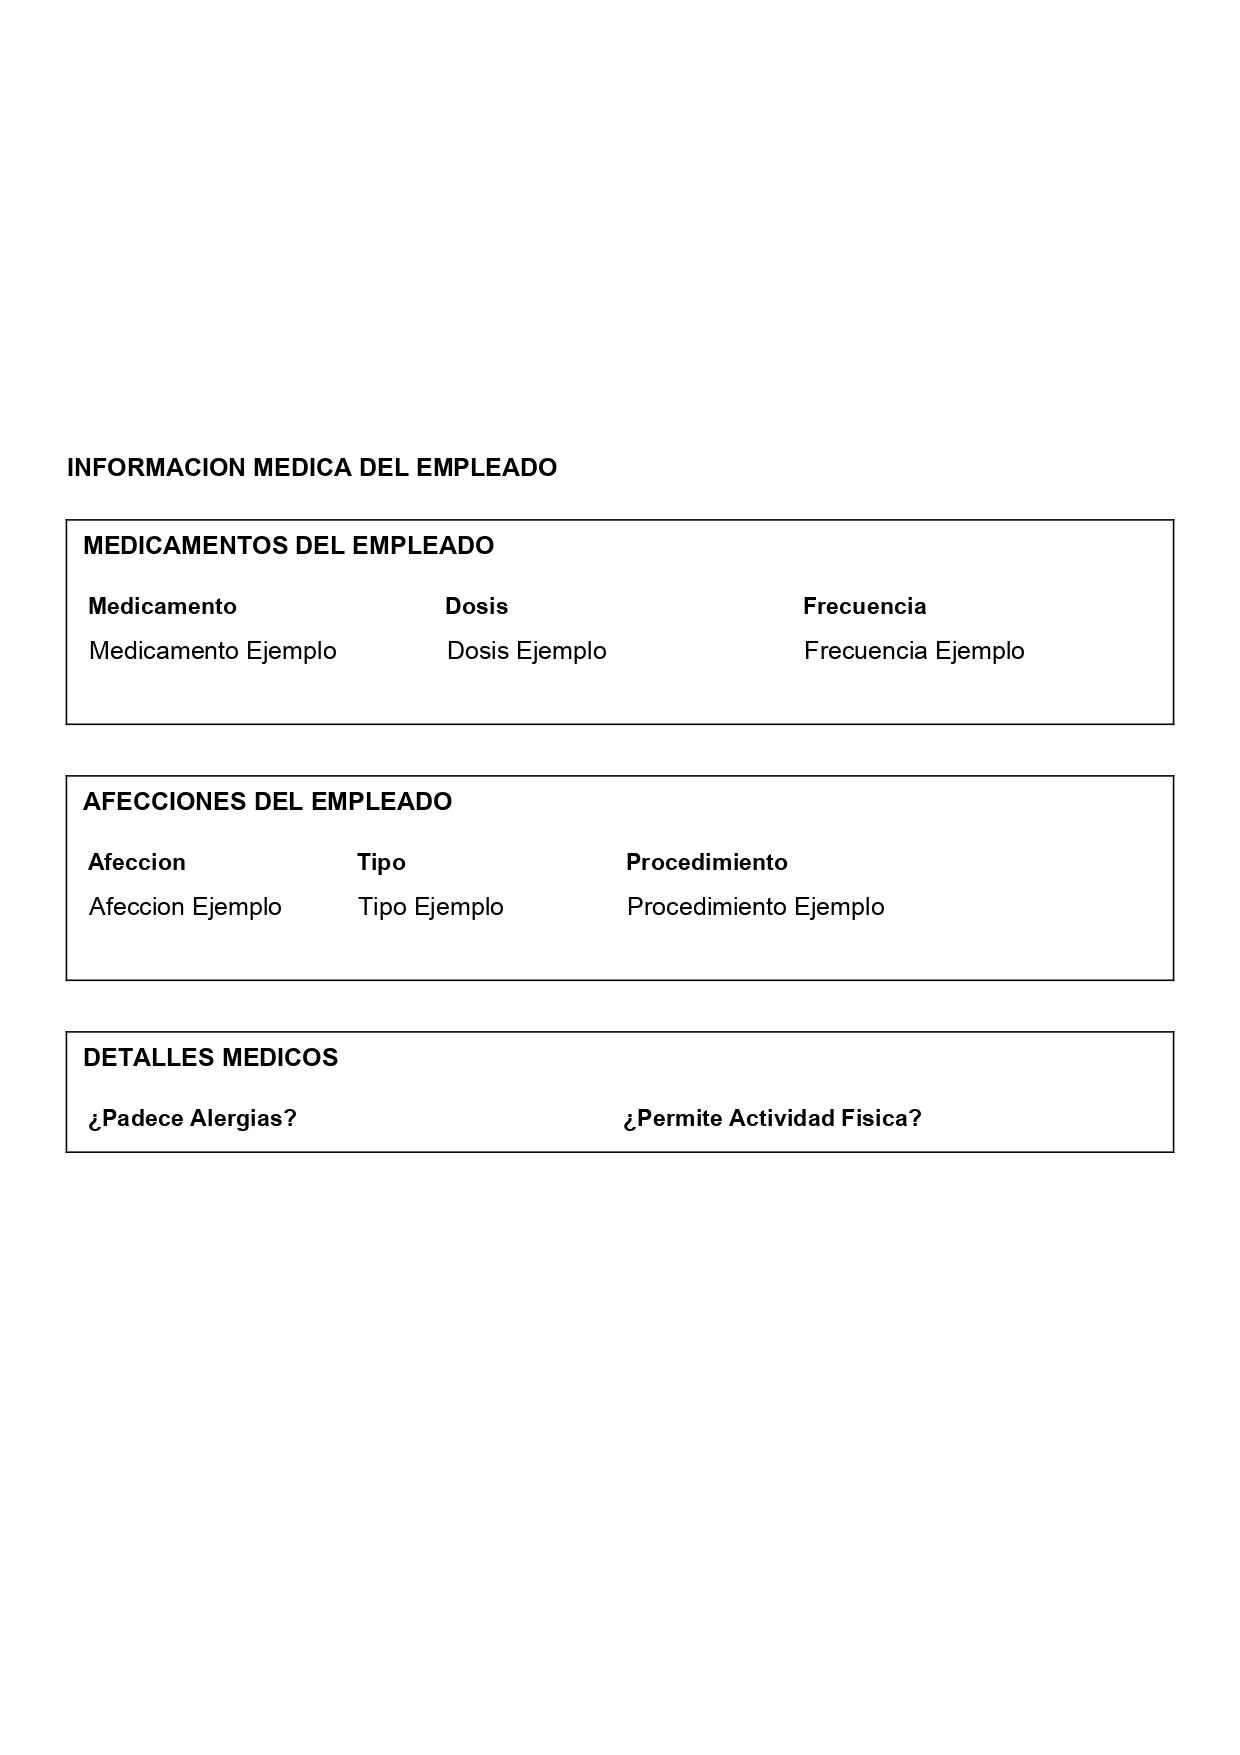 INFORMACION MEDICA DEL EMPLEADO
MEDICAMENTOS DEL EMPLEADO
Medicamento Dosis Frecuencia
Medicamento Ejemplo Dosis Ejemplo Frecuencia Ejemplo
AFECCIONES DEL EMPLEADO
Afeccion Tipo Procedimiento
Afeccion Ejemplo Tipo Ejemplo Procedimiento Ejemplo
DETALLES MEDICOS
¿Padece Alergias? ¿Permite Actividad Fisica?